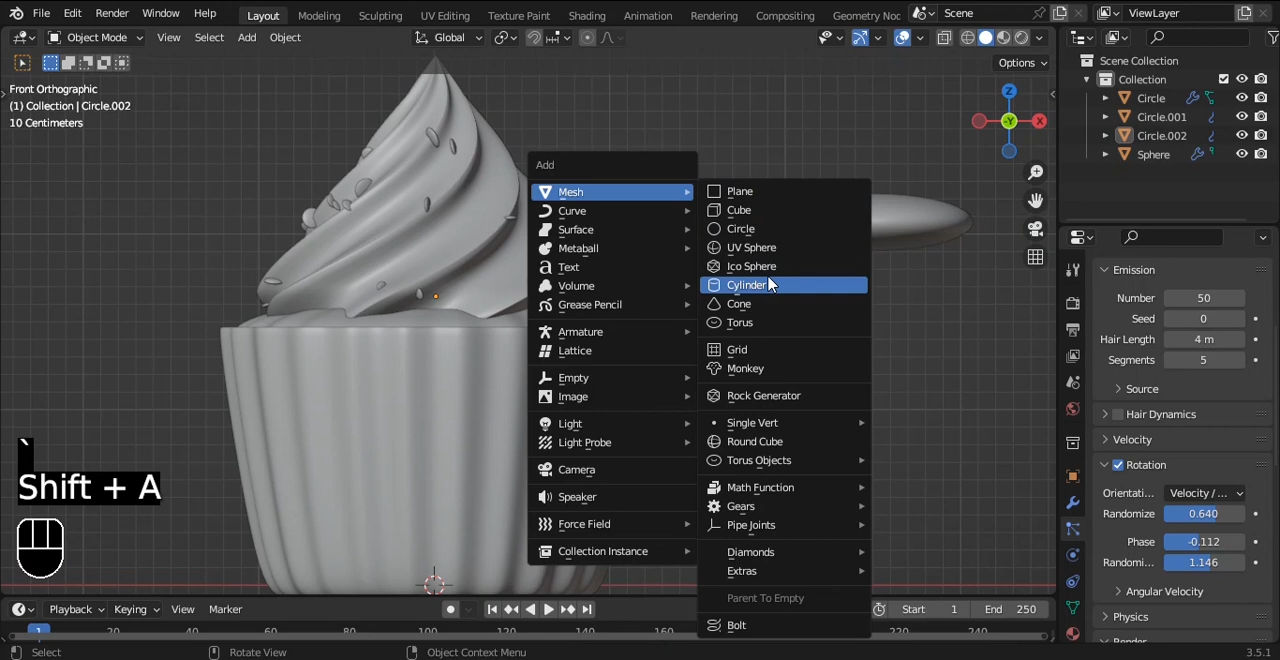 File Edit Render Window Help Layout Modeling Sculpting UV Editing Texture Paint Shading Animation Rendering Compositing Geometry Noc Scene ViewLayer
Object Mode View Select Add Object Global
Options
Front Orthographic
(1) Collection | Circle.002
10 Centimeters
Z
-Y
X
Scene Collection
Collection
Circle
Circle.001
Circle.002
Sphere
Add
Mesh
Curve
Surface
Metaball
Text
Volume
Grease Pencil
Armature
Lattice
Empty
Image
Light
Light Probe
Camera
Speaker
Force Field
Collection Instance
Plane
Cube
Circle
UV Sphere
Ico Sphere
Cylinder
Cone
Torus
Grid
Monkey
Rock Generator
Single Vert
Round Cube
Torus Objects
Math Function
Gears
Pipe Joints
Diamonds
Extras
Parent To Empty
Bolt
Emission
Number 50
Seed 0
Hair Length 4 m
Segments 5
Source
Hair Dynamics
Velocity
Rotation
Orientati... Velocity / ...
Randomize 0.640
Phase -0.112
Randomi... 1.146
Angular Velocity
Physics
Render
`
Shift + A
Playback Keying View Marker Start 1 End 250
1 20 40 60 80 100 120 140 160 220 240
Select Rotate View Object Context Menu 3.5.1